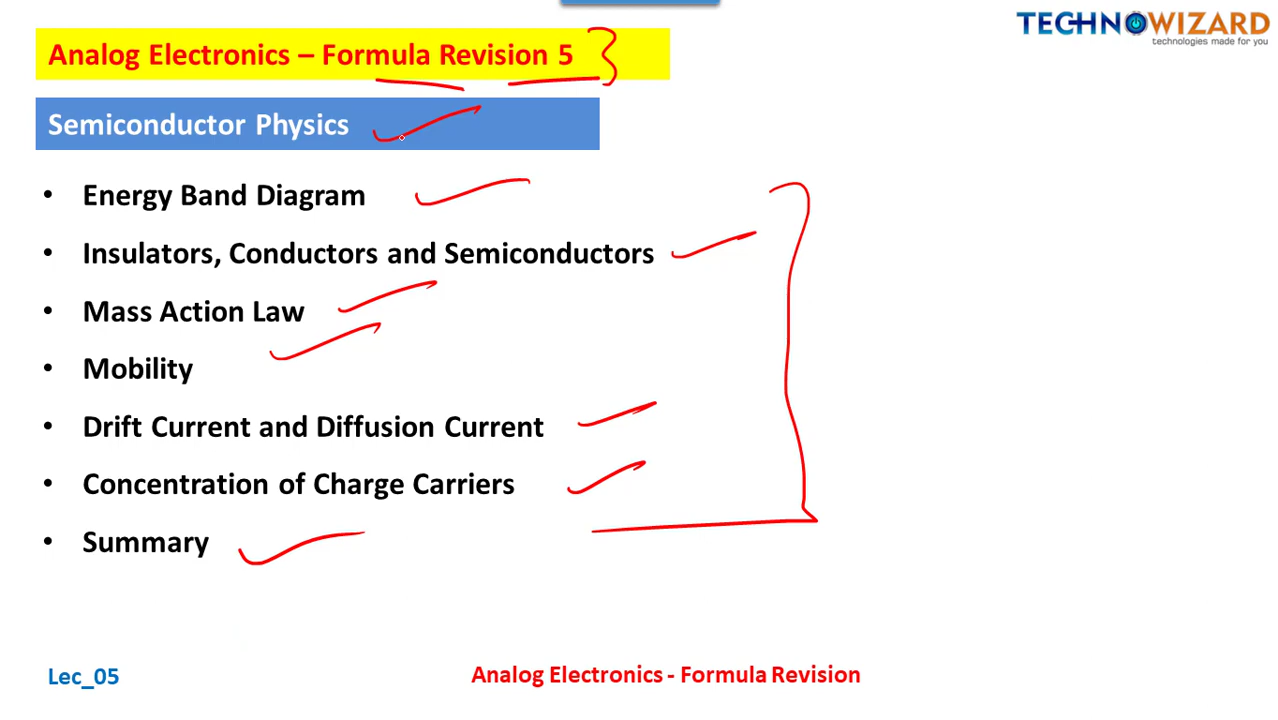 TECHNOWIZARD
technologies made for you
Analog Electronics – Formula Revision 5
Semiconductor Physics
• Energy Band Diagram
• Insulators, Conductors and Semiconductors
• Mass Action Law
• Mobility
• Drift Current and Diffusion Current
• Concentration of Charge Carriers
• Summary
Lec_05
Analog Electronics - Formula Revision